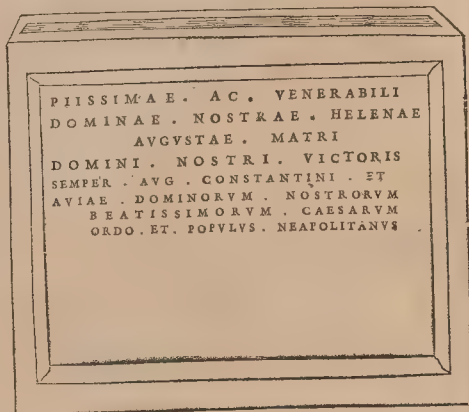 PIISSIMAE. AC. VENERABILI
DOMINAE. NOSTRAE. HELENAE
AVGVSTAE. MATRI
DOMINI. NOSTRI. VICTORIS
SEMPER. AVG. CONSTANTINI. ET
AVIAE. DOMINORVM. NOSTRORVM
BEATISSIMORVM. CAESARVM
ORDO. ET. POPVLVS. NEAPOLITANVS